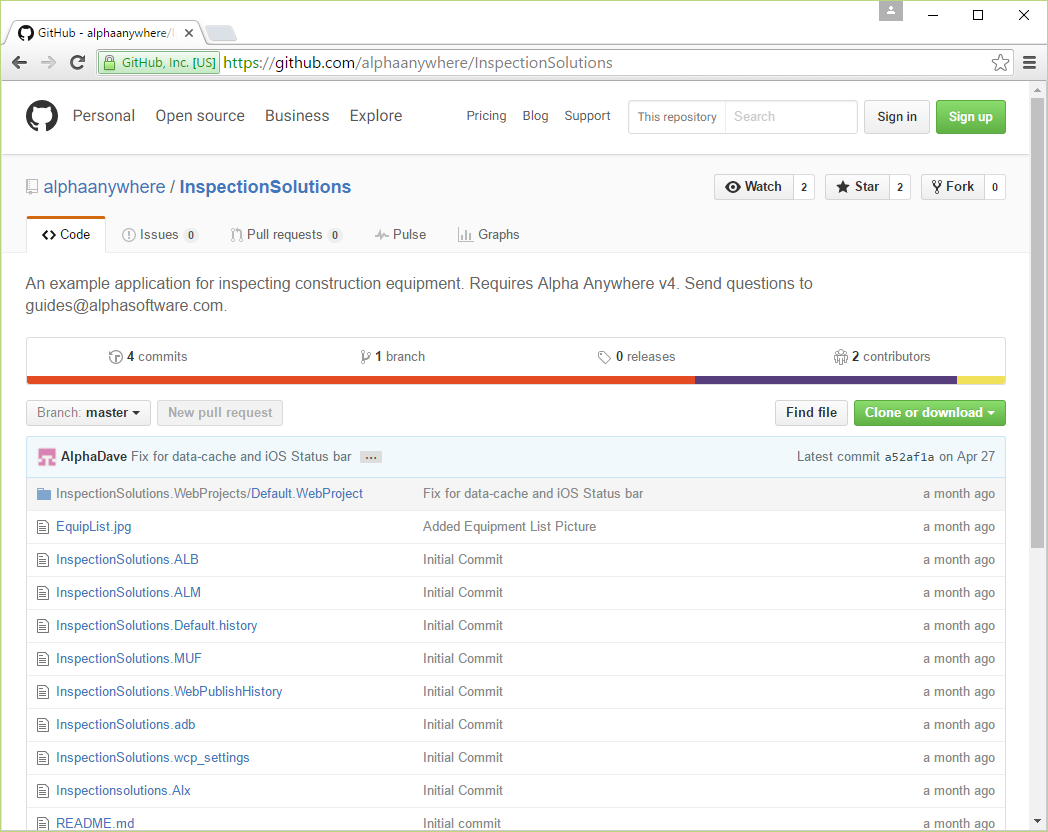 GitHub - alphaanywhere/
GitHub, Inc. [US] https://github.com/alphaanywhere/InspectionSolutions
Personal Open source Business Explore Pricing Blog Support This repository Search Sign in Sign up
alphaanywhere / InspectionSolutions Watch 2 Star 2 Fork 0
Code Issues 0 Pull requests 0 Pulse Graphs
An example application for inspecting construction equipment. Requires Alpha Anywhere v4. Send questions to
guides@alphasoftware.com.
4 commits 1 branch 0 releases 2 contributors
Branch: master New pull request Find file Clone or download
AlphaDave Fix for data-cache and iOS Status bar ... Latest commit a52af1a on Apr 27
InspectionSolutions.WebProjects/Default.WebProject Fix for data-cache and iOS Status bar a month ago
EquipList.jpg Added Equipment List Picture a month ago
InspectionSolutions.ALB Initial Commit a month ago
InspectionSolutions.ALM Initial Commit a month ago
InspectionSolutions.Default.history Initial Commit a month ago
InspectionSolutions.MUF Initial Commit a month ago
InspectionSolutions.WebPublishHistory Initial Commit a month ago
InspectionSolutions.adb Initial Commit a month ago
InspectionSolutions.wcp_settings Initial Commit a month ago
Inspectionsolutions.Alx Initial Commit a month ago
README.md Initial commit a month ago